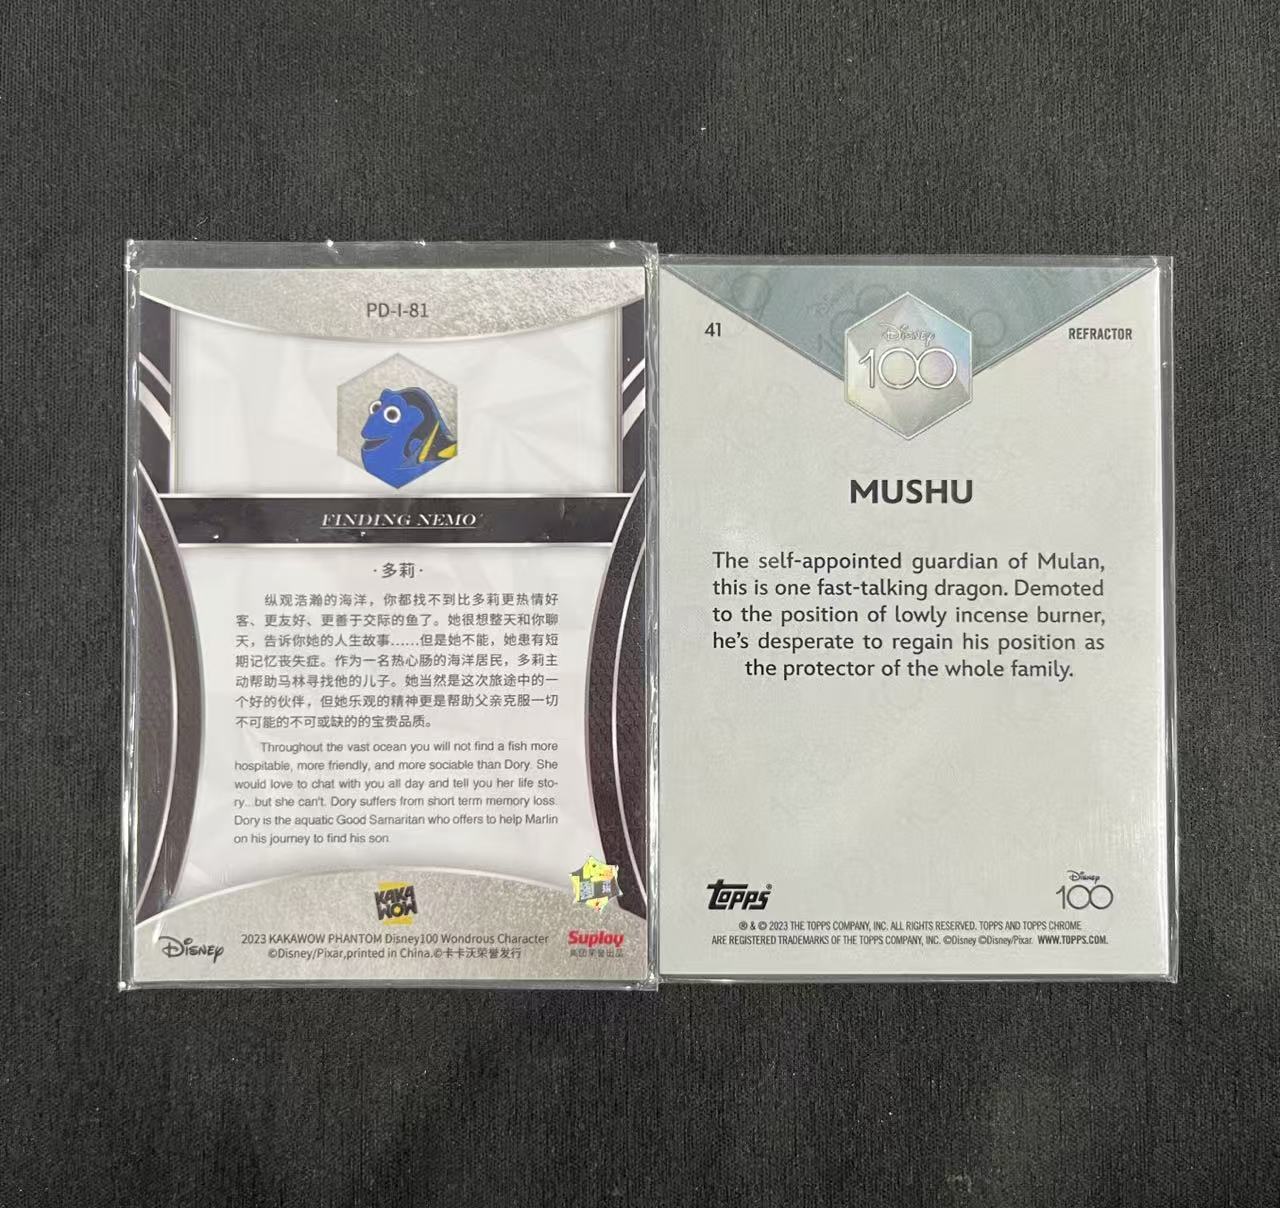 PD-I-81
FINDING NEMO
·多莉·
纵观浩瀚的海洋，你都找不到比多莉更热情好
客、更友好、更善于交际的鱼了。她很想整天和你聊
天，告诉你她的人生故事……但是她不能，她患有短
期记忆丧失症。作为一名热心肠的海洋居民，多莉主
动帮助马林寻找他的儿子。她当然是这次旅途中的一
个好的伙伴，但她乐观的精神更是帮助父亲克服一切
不可能的不可或缺的的宝贵品质。
Throughout the vast ocean you will not find a fish more
hospitable, more friendly, and more sociable than Dory. She
would love to chat with you all day and tell you her life sto-
ry...but she can't. Dory suffers from short term memory loss.
Dory is the aquatic Good Samaritan who offers to help Marlin
on his journey to find his son.
KAKA
WOW
Disney
2023 KAKAWOW PHANTOM Disney100 Wondrous Character
©Disney/Pixar,printed in China.©卡卡沃荣誉发行
Suplay
集团荣誉出品
41
Disney
100
REFRACTOR
MUSHU
The self-appointed guardian of Mulan,
this is one fast-talking dragon. Demoted
to the position of lowly incense burner,
he's desperate to regain his position as
the protector of the whole family.
topps®
Disney
100
® & © 2023 THE TOPPS COMPANY, INC. ALL RIGHTS RESERVED. TOPPS AND TOPPS CHROME
ARE REGISTERED TRADEMARKS OF THE TOPPS COMPANY, INC. ©Disney ©Disney/Pixar. WWW.TOPPS.COM.